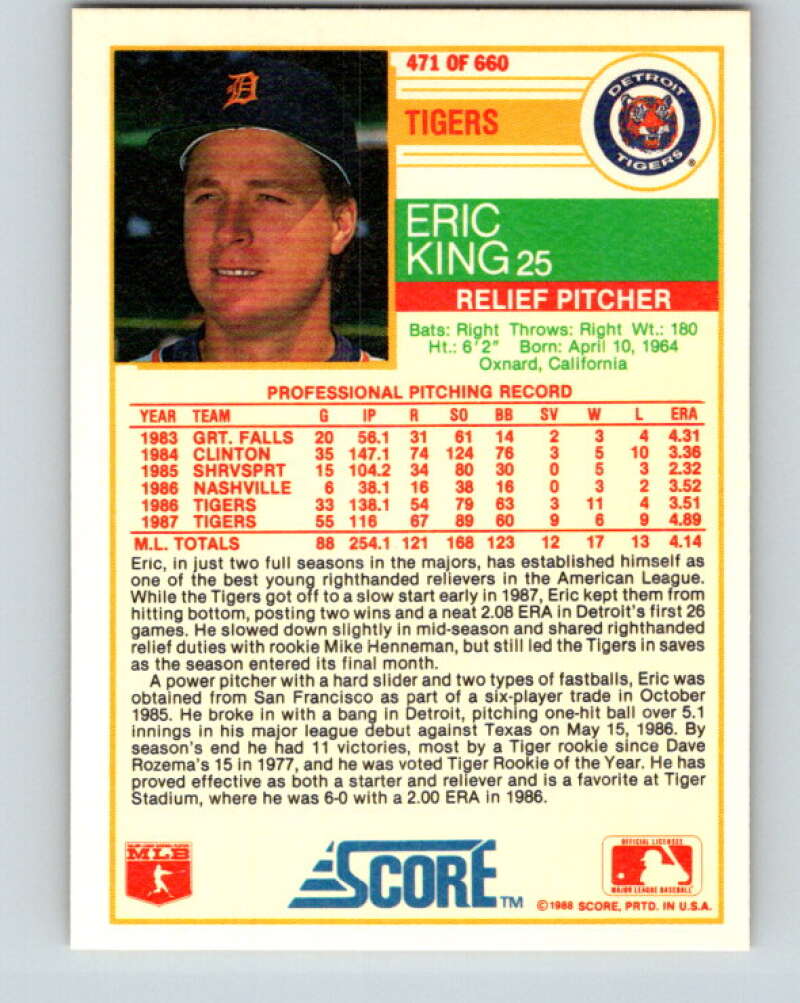 471 OF 660
TIGERS
DETROIT
TIGERS
®
D
ERIC
KING 25
RELIEF PITCHER
Bats: Right Throws: Right Wt.: 180
Ht.: 6'2" Born: April 10, 1964
Oxnard, California
PROFESSIONAL PITCHING RECORD
YEAR TEAM G IP R SO BB SV W L ERA
1983 GRT. FALLS 20 56.1 31 61 14 2 3 4 4.31
1984 CLINTON 35 147.1 74 124 76 3 5 10 3.36
1985 SHRVSPRT 15 104.2 34 80 30 0 5 3 2.32
1986 NASHVILLE 6 38.1 16 38 16 0 3 2 3.52
1986 TIGERS 33 138.1 54 79 63 3 11 4 3.51
1987 TIGERS 55 116 67 89 60 9 6 9 4.89
M.L. TOTALS 88 254.1 121 168 123 12 17 13 4.14
Eric, in just two full seasons in the majors, has established himself as
one of the best young righthanded relievers in the American League.
While the Tigers got off to a slow start early in 1987, Eric kept them from
hitting bottom, posting two wins and a neat 2.08 ERA in Detroit's first 26
games. He slowed down slightly in mid-season and shared righthanded
relief duties with rookie Mike Henneman, but still led the Tigers in saves
as the season entered its final month.
A power pitcher with a hard slider and two types of fastballs, Eric was
obtained from San Francisco as part of a six-player trade in October
1985. He broke in with a bang in Detroit, pitching one-hit ball over 5.1
innings in his major league debut against Texas on May 15, 1986. By
season's end he had 11 victories, most by a Tiger rookie since Dave
Rozema's 15 in 1977, and he was voted Tiger Rookie of the Year. He has
proved effective as both a starter and reliever and is a favorite at Tiger
Stadium, where he was 6-0 with a 2.00 ERA in 1986.
MLB
SCORE TM
OFFICIAL LICENSEE
MAJOR LEAGUE BASEBALL
©1988 SCORE, PRTD. IN U.S.A.